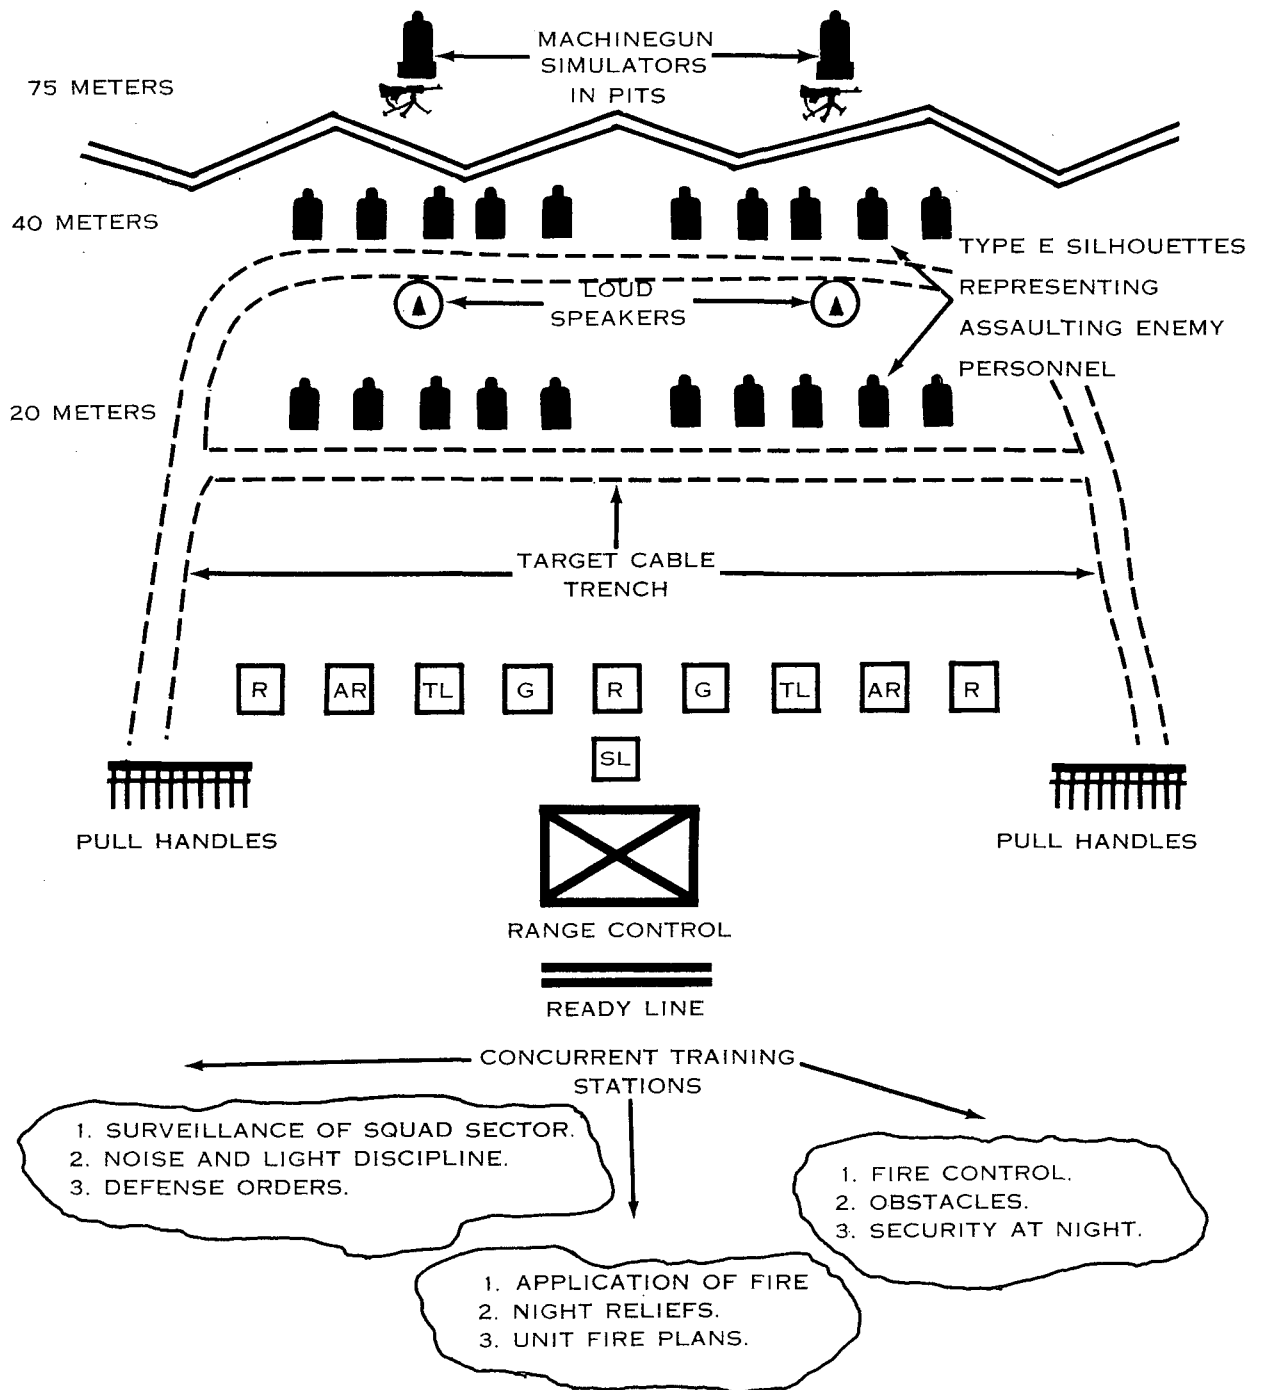 MACHINEGUN
SIMULATORS
IN PITS
75 METERS
40 METERS
TYPE E SILHOUETTES
REPRESENTING
ASSAULTING ENEMY
PERSONNEL
LOUD
SPEAKERS
20 METERS
TARGET CABLE
TRENCH
R AR TL G R G TL AR R
SL
PULL HANDLES
PULL HANDLES
RANGE CONTROL
READY LINE
CONCURRENT TRAINING
STATIONS
1. SURVEILLANCE OF SQUAD SECTOR.
2. NOISE AND LIGHT DISCIPLINE.
3. DEFENSE ORDERS.
1. FIRE CONTROL.
2. OBSTACLES.
3. SECURITY AT NIGHT.
1. APPLICATION OF FIRE
2. NIGHT RELIEFS.
3. UNIT FIRE PLANS.